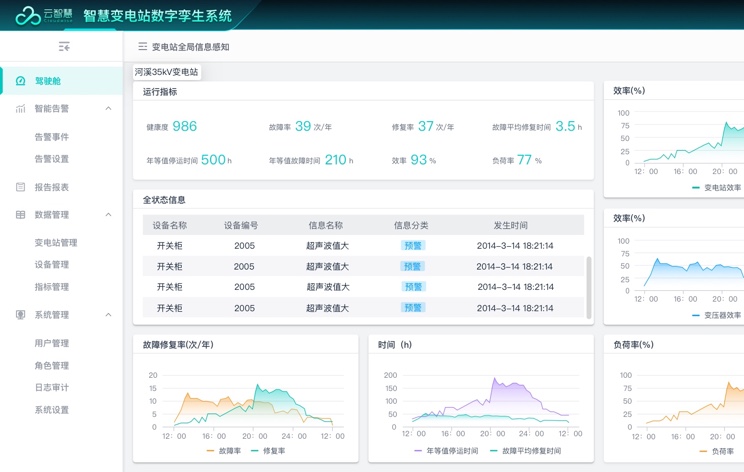 云智慧 智慧变电站数字孪生系统
变电站全局信息感知
驾驶舱
智能告警
告警事件
告警设置
报告报表
数据管理
变电站管理
设备管理
指标管理
系统管理
用户管理
角色管理
日志审计
系统设置
河溪35kV变电站
运行指标
健康度 986 故障率 39 次/年 修复率 37 次/年 故障平均修复时间 3.5 h
年等值停运时间 500 h 年等值故障时间 210 h 效率 93 % 负荷率 77 %
全状态信息
设备名称 设备编号 信息名称 信息分类 发生时间
开关柜 2005 超声波值大 预警 2014-3-14 18:21:14
开关柜 2005 超声波值大 预警 2014-3-14 18:21:14
开关柜 2005 超声波值大 预警 2014-3-14 18:21:14
开关柜 2005 超声波值大 预警 2014-3-14 18:21:14
故障修复率(次/年)
20
15
10
5
0
12：00 16：00 20：00 24：00 12：00
故障率 修复率
时间（h)
200
150
100
50
0
12：00 16：00 20：00 24：00 12：00
年等值停运时间 故障平均修复时间
效率(%)
100
75
50
25
0
12：00 16：00 20：00
变电站效率
效率(%)
100
75
50
25
0
12：00 16：00 20：00
变压器效率
负荷率(%)
100
75
50
25
0
12：00 16：00 20：00
负荷率